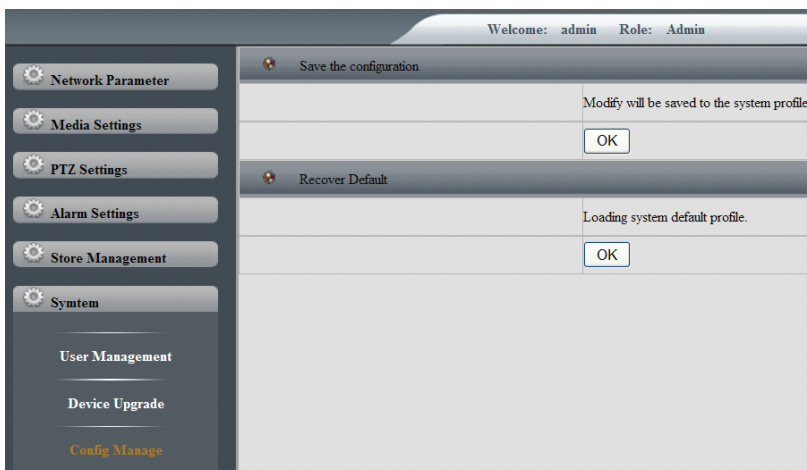 Welcome: admin Role: Admin
Network Parameter
Media Settings
PTZ Settings
Alarm Settings
Store Management
Symtem
User Management
Device Upgrade
Config Manage
Save the configuration
Modify will be saved to the system profile
OK
Recover Default
Loading system default profile.
OK